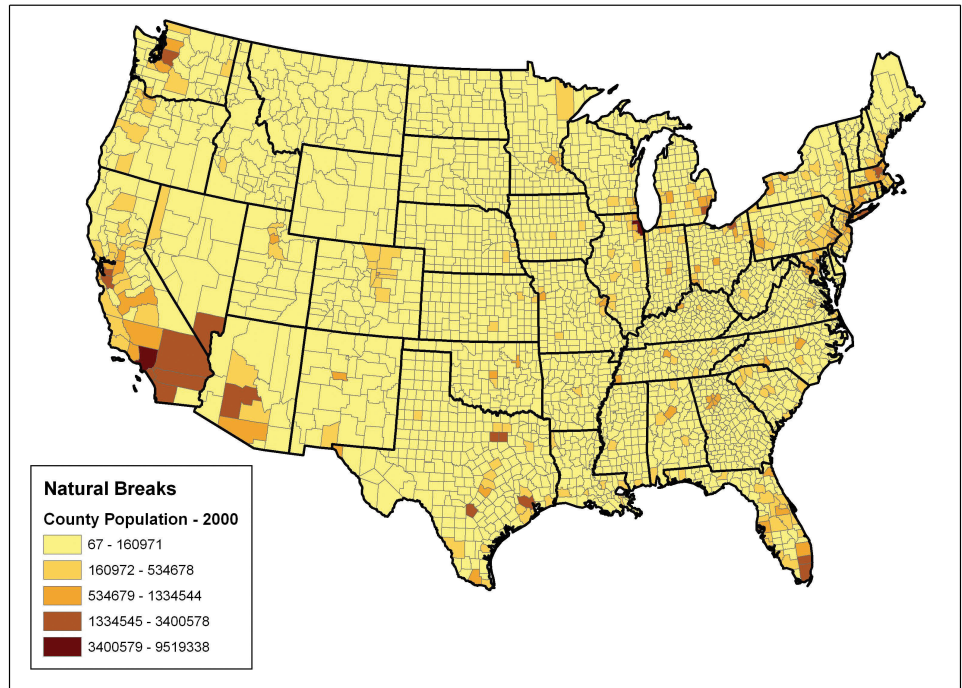 Natural Breaks
County Population - 2000
67 - 160971
160972 - 534678
534679 - 1334544
1334545 - 3400578
3400579 - 9519338